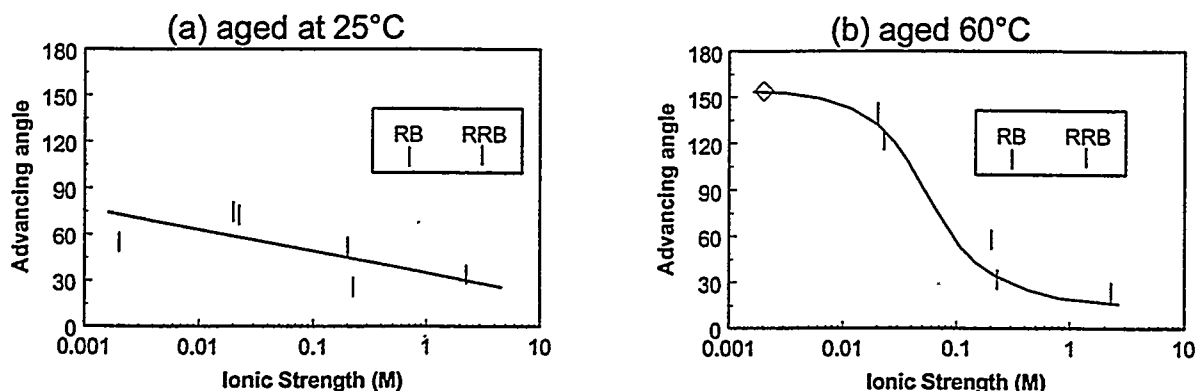 (a) aged at 25°C
180
150
120
90
60
30
0
Advancing angle
RB RRB
0.001 0.01 0.1 1 10
Ionic Strength (M)
(b) aged 60°C
180
150
120
90
60
30
0
Advancing angle
RB RRB
0.001 0.01 0.1 1 10
Ionic Strength (M)